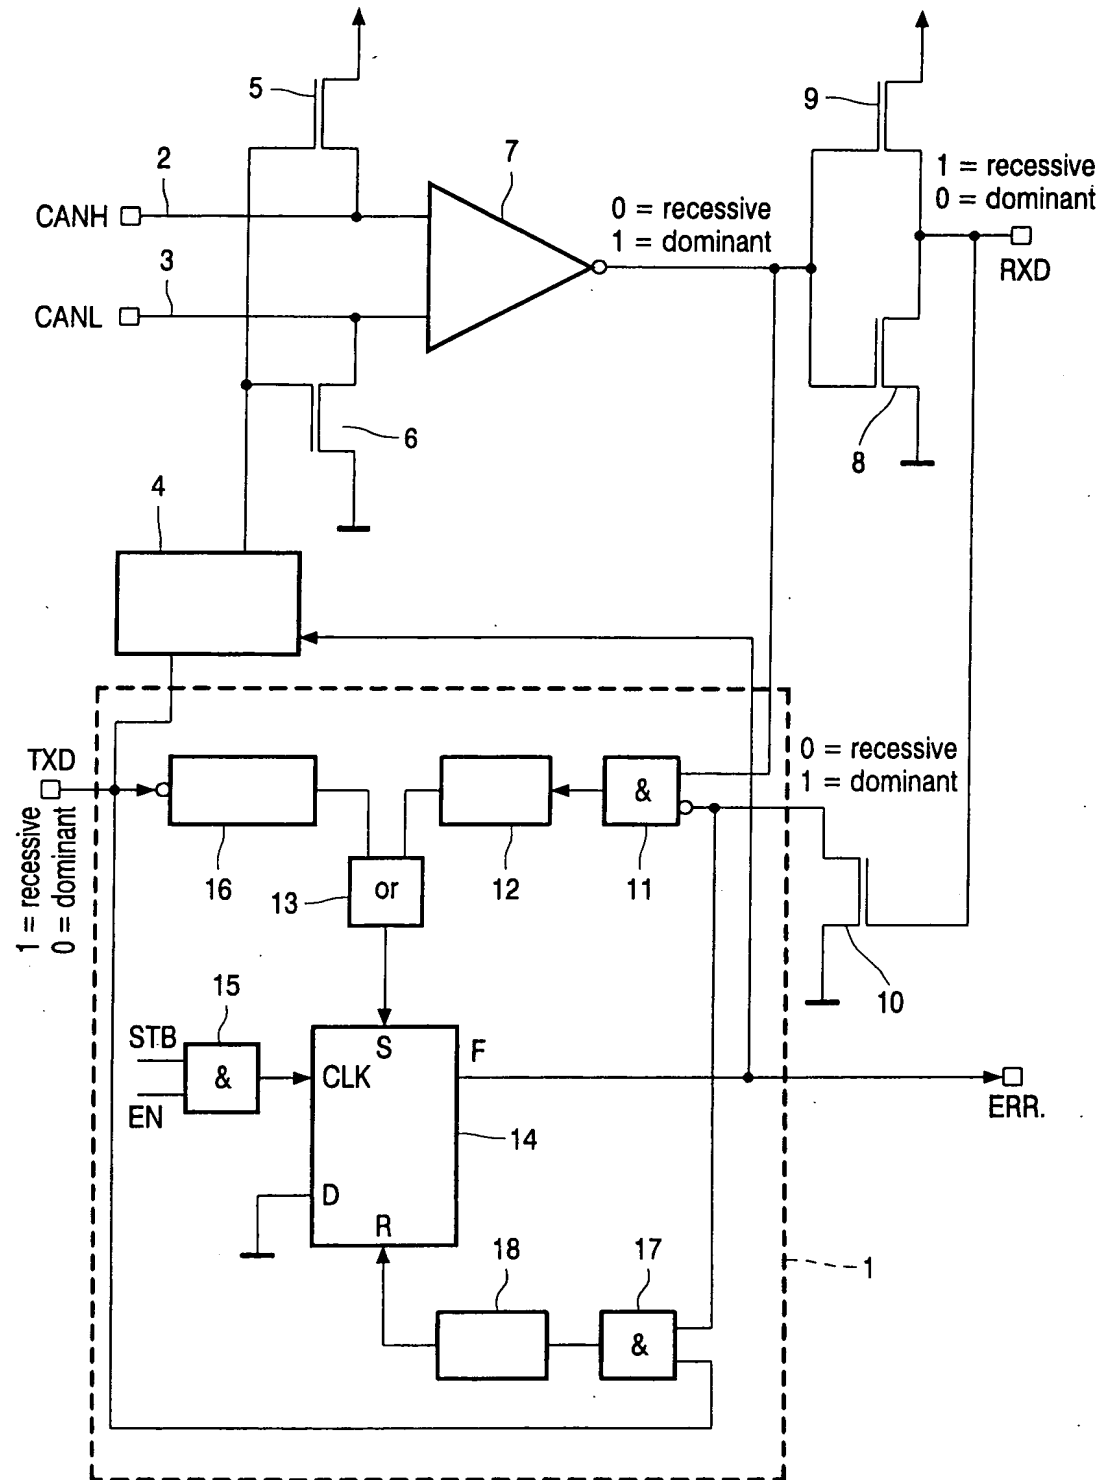 5
9
2
7
1 = recessive
0 = dominant
CANH
0 = recessive
1 = dominant
3
RXD
CANL
6
8
4
TXD
0 = recessive
1 = dominant
&
1 = recessive
0 = dominant
16
12
11
13
or
10
15
STB
S
F
&
CLK
EN
ERR.
14
D
R
18
17
1
&